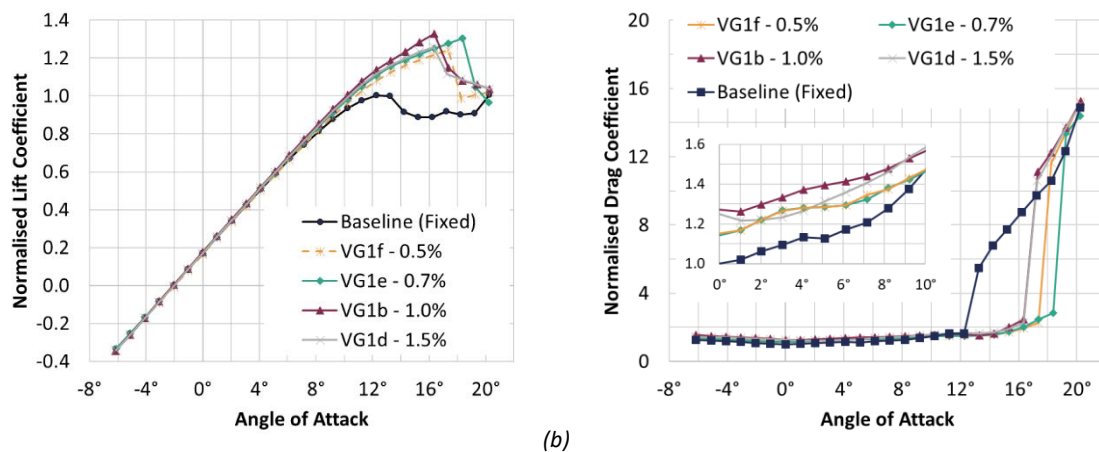 1.4
1.2
1.0
0.8
0.6
0.4
0.2
0.0
-0.2
-0.4
Normalised Lift Coefficient
Baseline (Fixed)
VG1f - 0.5%
VG1e - 0.7%
VG1b - 1.0%
VG1d - 1.5%
-8° -4° 0° 4° 8° 12° 16° 20°
Angle of Attack
20
16
12
8
4
0
Normalised Drag Coefficient
VG1f - 0.5% VG1e - 0.7%
VG1b - 1.0% VG1d - 1.5%
Baseline (Fixed)
1.6
1.4
1.2
1.0
0° 2° 4° 6° 8° 10°
-8° -4° 0° 4° 8° 12° 16° 20°
Angle of Attack
(b)